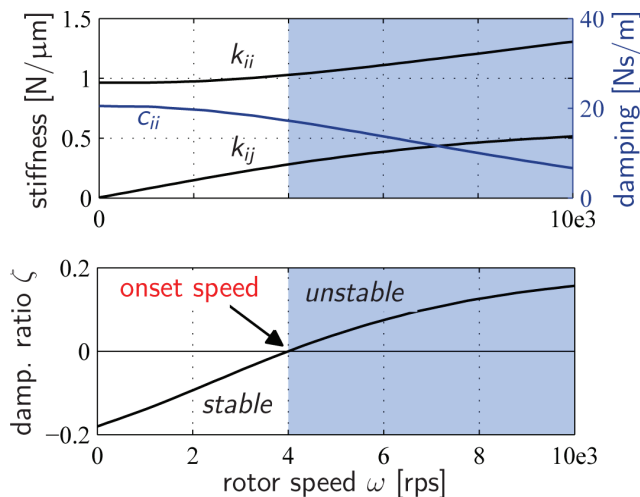 1.5
40
stiffness [N/μm]
damping [Ns/m]
k_ii
1
c_ii
20
0.5
k_ij
0
0
0
10e3
0.2
damp. ratio ζ
onset speed
unstable
0
stable
−0.2
0
2
4
6
8
10e3
rotor speed ω [rps]